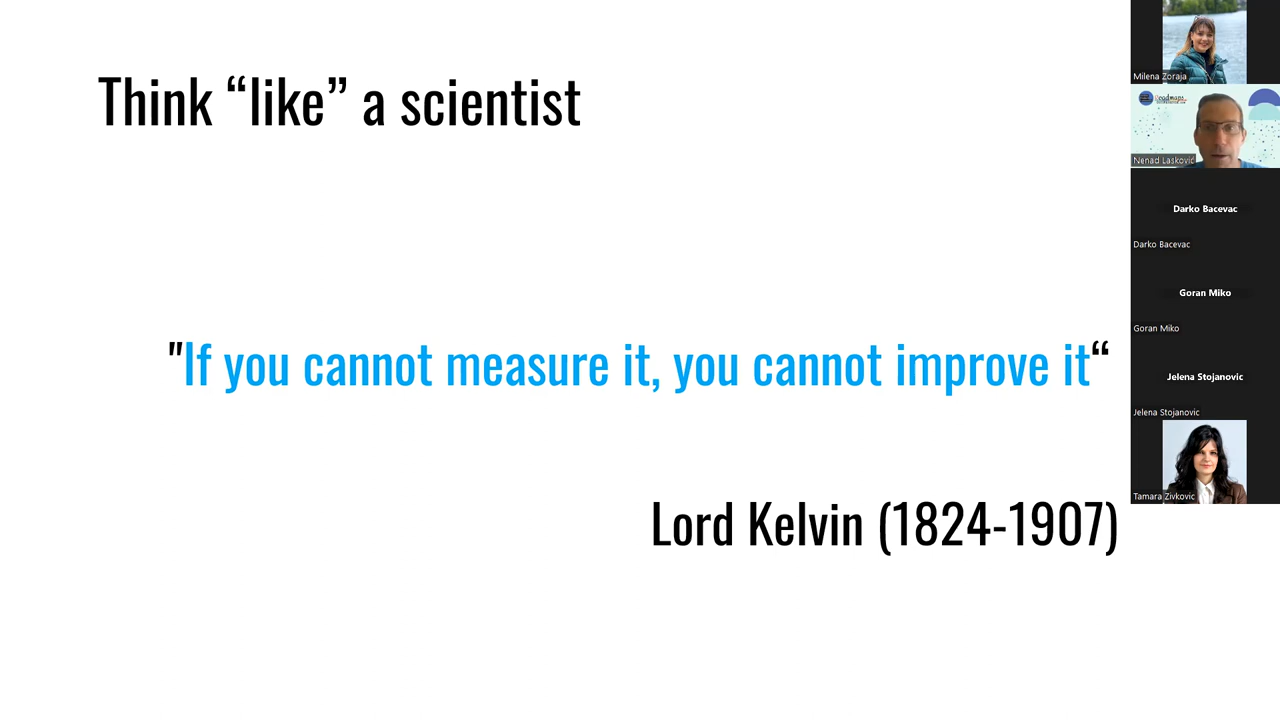 Think “like” a scientist
"If you cannot measure it, you cannot improve it“
Lord Kelvin (1824-1907)
Milena Zoraja
Nenad Lasković
Darko Bacevac
Darko Bacevac
Goran Miko
Goran Miko
Jelena Stojanovic
Jelena Stojanovic
Tamara Zivkovic